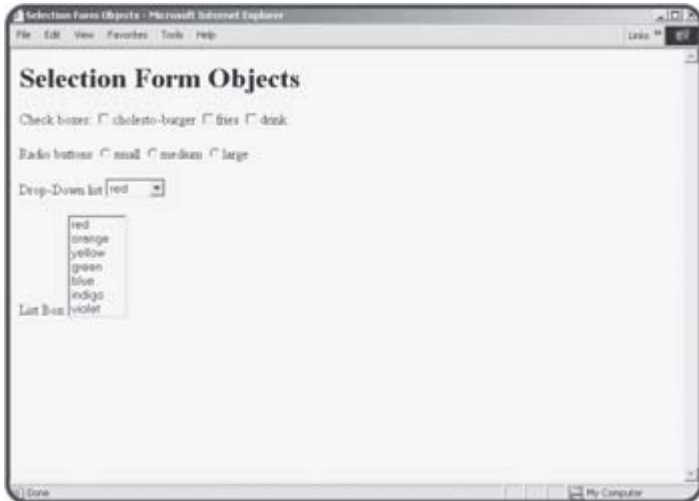 Selection Form Objects - Microsoft Internet Explorer
File Edit View Favorites Tools Help Links »
Selection Form Objects
Check boxes: cholesto-burger fries drink
Radio buttons small medium large
Drop-Down list red
red
orange
yellow
green
blue
indigo
List Box violet
Done My Computer